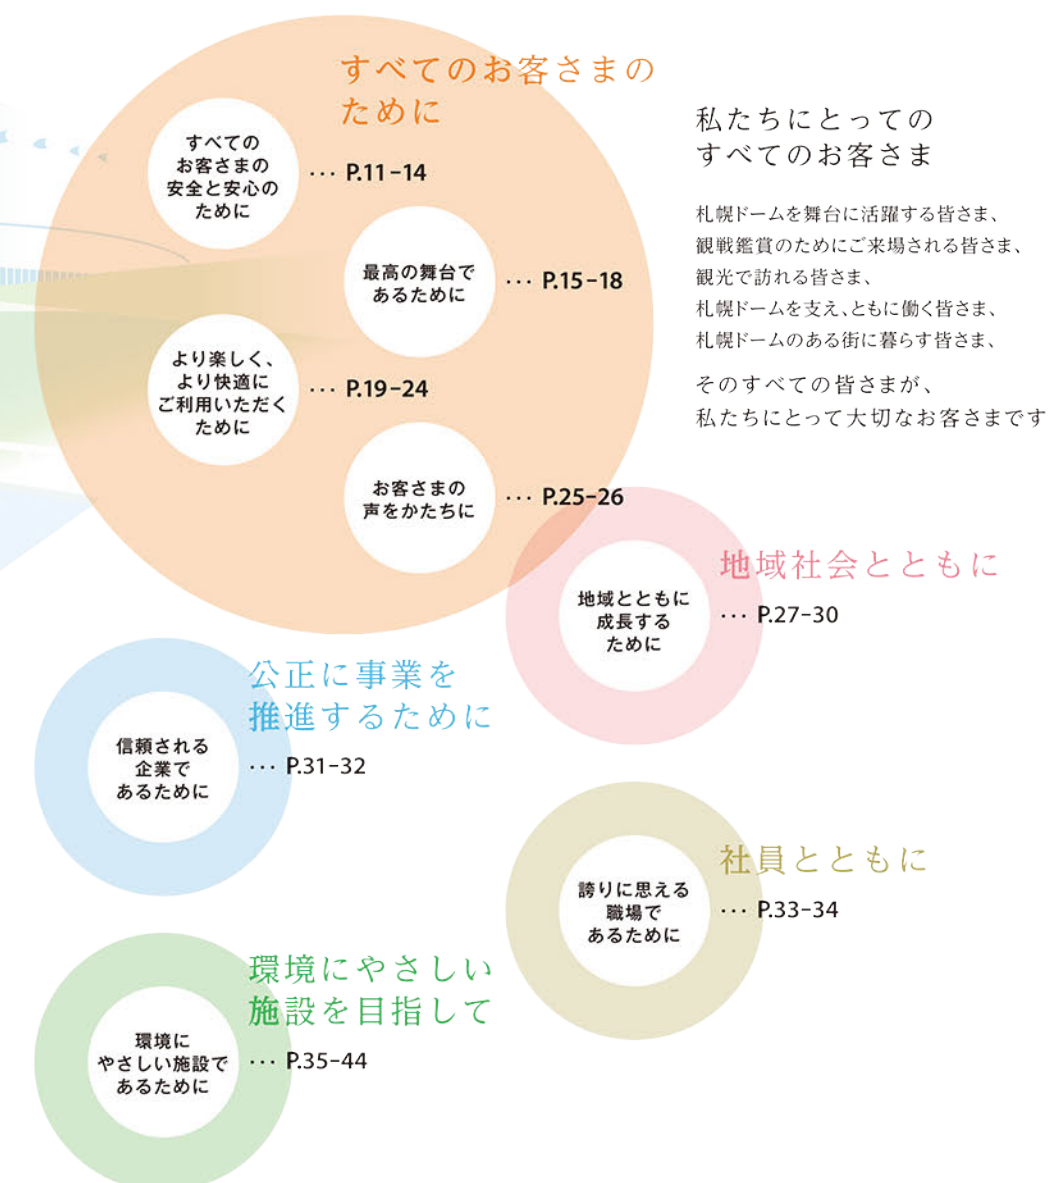 すべてのお客さまの
ために
すべての
お客さまの
安全と安心の
ために
… P.11-14
最高の舞台で
あるために
… P.15-18
より楽しく、
より快適に
ご利用いただく
ために
… P.19-24
お客さまの
声をかたちに
… P.25-26
私たちにとっての
すべてのお客さま
札幌ドームを舞台に活躍する皆さま、
観戦鑑賞のためにご来場される皆さま、
観光で訪れる皆さま、
札幌ドームを支え、ともに働く皆さま、
札幌ドームのある街に暮らす皆さま、
そのすべての皆さまが、
私たちにとって大切なお客さまです
地域社会とともに
地域とともに
成長する
ために
… P.27-30
公正に事業を
推進するために
信頼される
企業で
あるために
… P.31-32
社員とともに
誇りに思える
職場で
あるために
… P.33-34
環境にやさしい
施設を目指して
環境に
やさしい施設で
あるために
… P.35-44